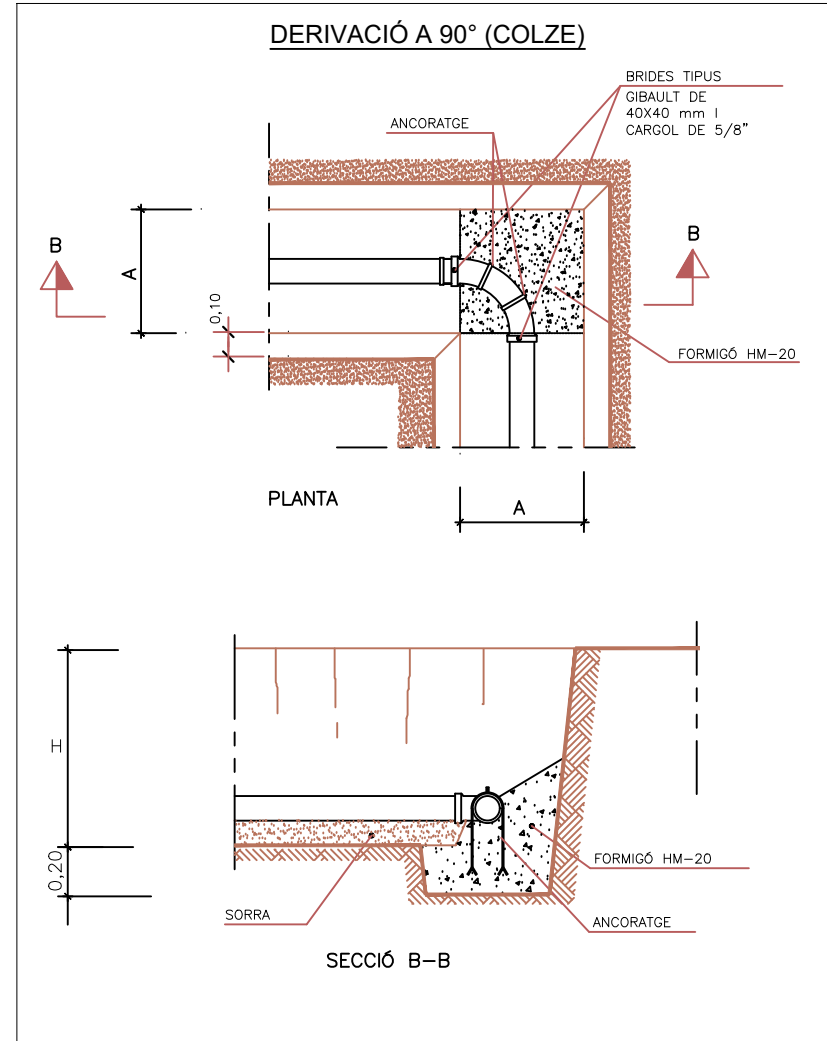 DERIVACIÓ A 90° (COLZE)
BRIDES TIPUS
GIBAULT DE
40X40 mm I
CARGOL DE 5/8"
ANCORATGE
B
B
A
0,10
FORMIGÓ HM-20
PLANTA
A
H
0,20
FORMIGÓ HM-20
SORRA
ANCORATGE
SECCIÓ B-B